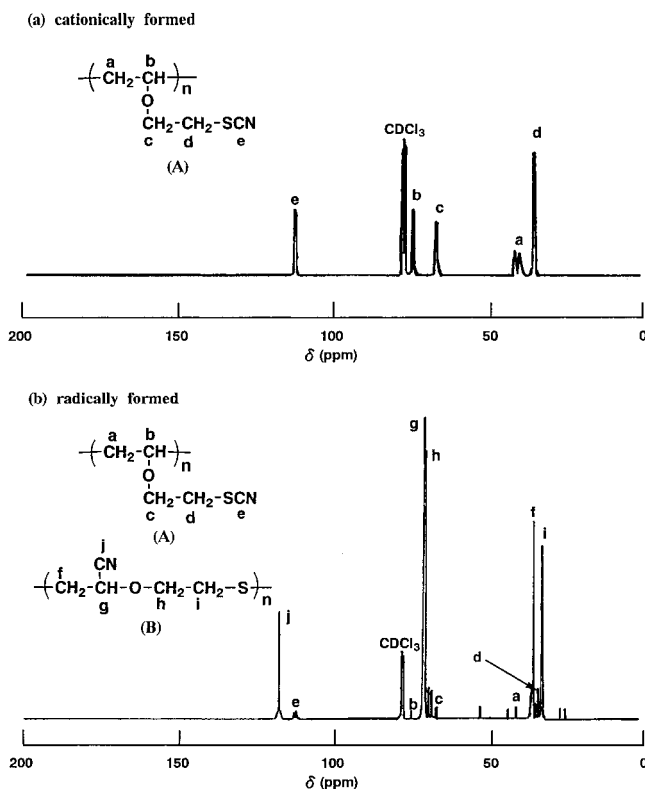 (a) cationically formed
a b
CH2-CH
n
O
CH2-CH2-SCN
c d e
(A)
CDCl3
e b c a d
200 150 100 50 0
δ (ppm)
(b) radically formed
a b
CH2-CH
n
O
CH2-CH2-SCN
c d e
(A)
j
CN
f
CH2-CH-O-CH2-CH2-S
n
g h i
(B)
g
h
f
i
j
CDCl3
d
e b c a
200 150 100 50 0
δ (ppm)